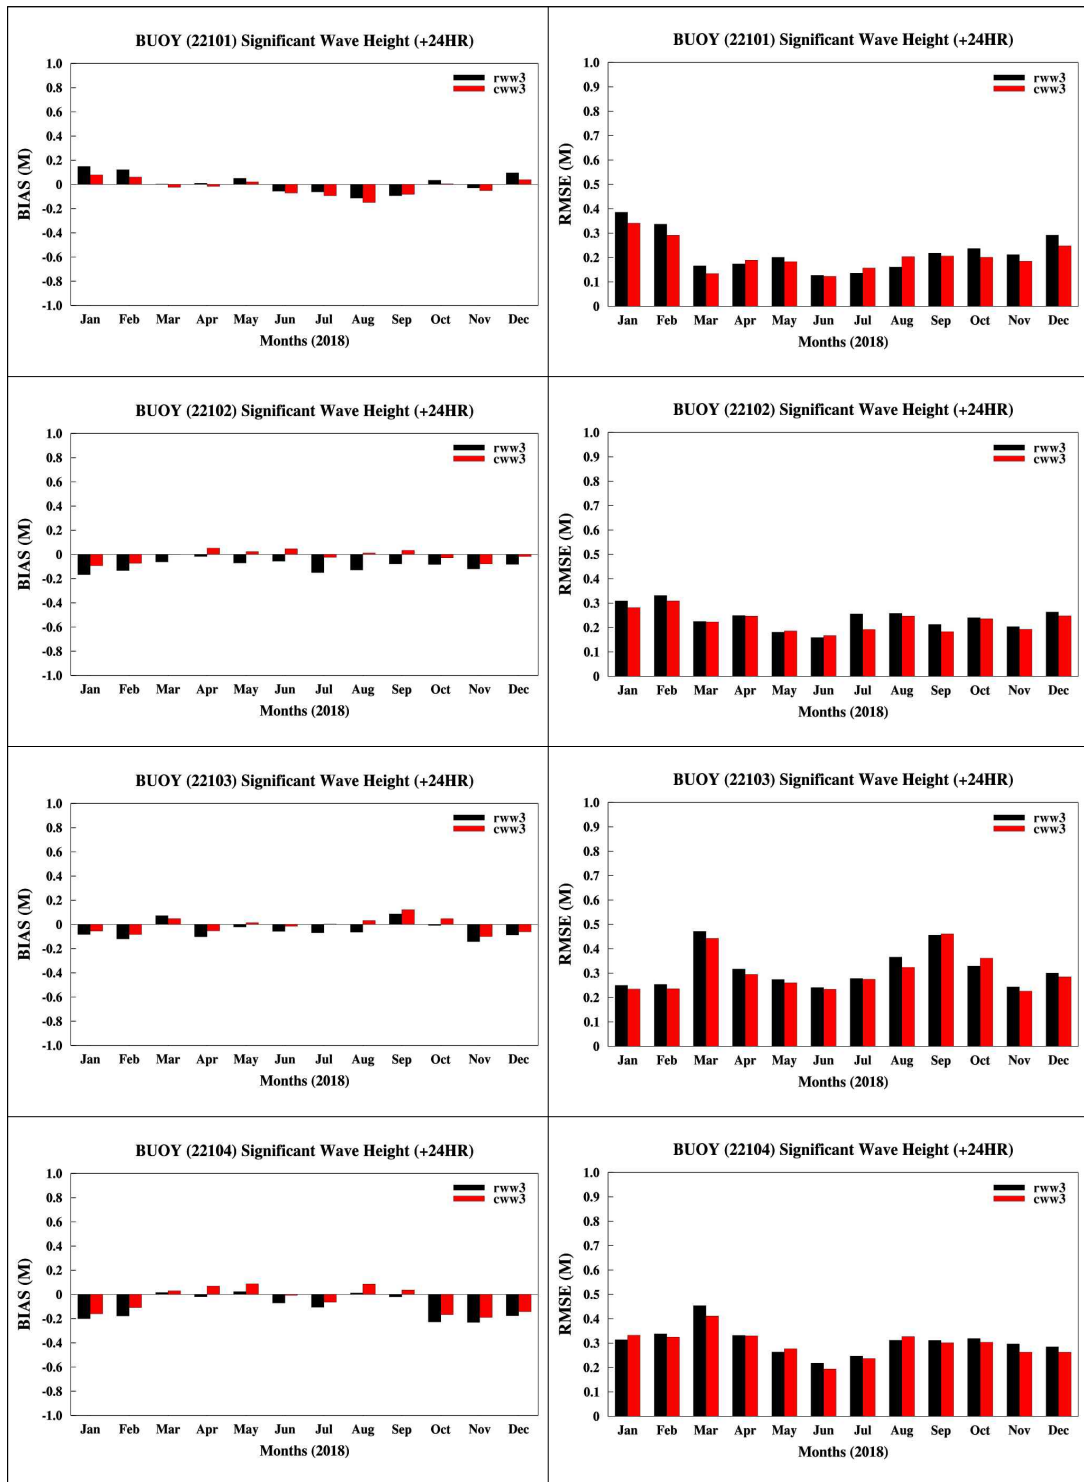 BUOY (22101) Significant Wave Height (+24HR)
1.0
0.8
0.6
0.4
0.2
0
-0.2
-0.4
-0.6
-0.8
-1.0
BIAS (M)
rww3
cww3
Jan Feb Mar Apr May Jun Jul Aug Sep Oct Nov Dec
Months (2018)
BUOY (22101) Significant Wave Height (+24HR)
1.0
0.9
0.8
0.7
0.6
0.5
0.4
0.3
0.2
0.1
0
RMSE (M)
rww3
cww3
Jan Feb Mar Apr May Jun Jul Aug Sep Oct Nov Dec
Months (2018)
BUOY (22102) Significant Wave Height (+24HR)
1.0
0.8
0.6
0.4
0.2
0
-0.2
-0.4
-0.6
-0.8
-1.0
BIAS (M)
rww3
cww3
Jan Feb Mar Apr May Jun Jul Aug Sep Oct Nov Dec
Months (2018)
BUOY (22102) Significant Wave Height (+24HR)
1.0
0.9
0.8
0.7
0.6
0.5
0.4
0.3
0.2
0.1
0
RMSE (M)
rww3
cww3
Jan Feb Mar Apr May Jun Jul Aug Sep Oct Nov Dec
Months (2018)
BUOY (22103) Significant Wave Height (+24HR)
1.0
0.8
0.6
0.4
0.2
0
-0.2
-0.4
-0.6
-0.8
-1.0
BIAS (M)
rww3
cww3
Jan Feb Mar Apr May Jun Jul Aug Sep Oct Nov Dec
Months (2018)
BUOY (22103) Significant Wave Height (+24HR)
1.0
0.9
0.8
0.7
0.6
0.5
0.4
0.3
0.2
0.1
0
RMSE (M)
rww3
cww3
Jan Feb Mar Apr May Jun Jul Aug Sep Oct Nov Dec
Months (2018)
BUOY (22104) Significant Wave Height (+24HR)
1.0
0.8
0.6
0.4
0.2
0
-0.2
-0.4
-0.6
-0.8
-1.0
BIAS (M)
rww3
cww3
Jan Feb Mar Apr May Jun Jul Aug Sep Oct Nov Dec
Months (2018)
BUOY (22104) Significant Wave Height (+24HR)
1.0
0.9
0.8
0.7
0.6
0.5
0.4
0.3
0.2
0.1
0
RMSE (M)
rww3
cww3
Jan Feb Mar Apr May Jun Jul Aug Sep Oct Nov Dec
Months (2018)